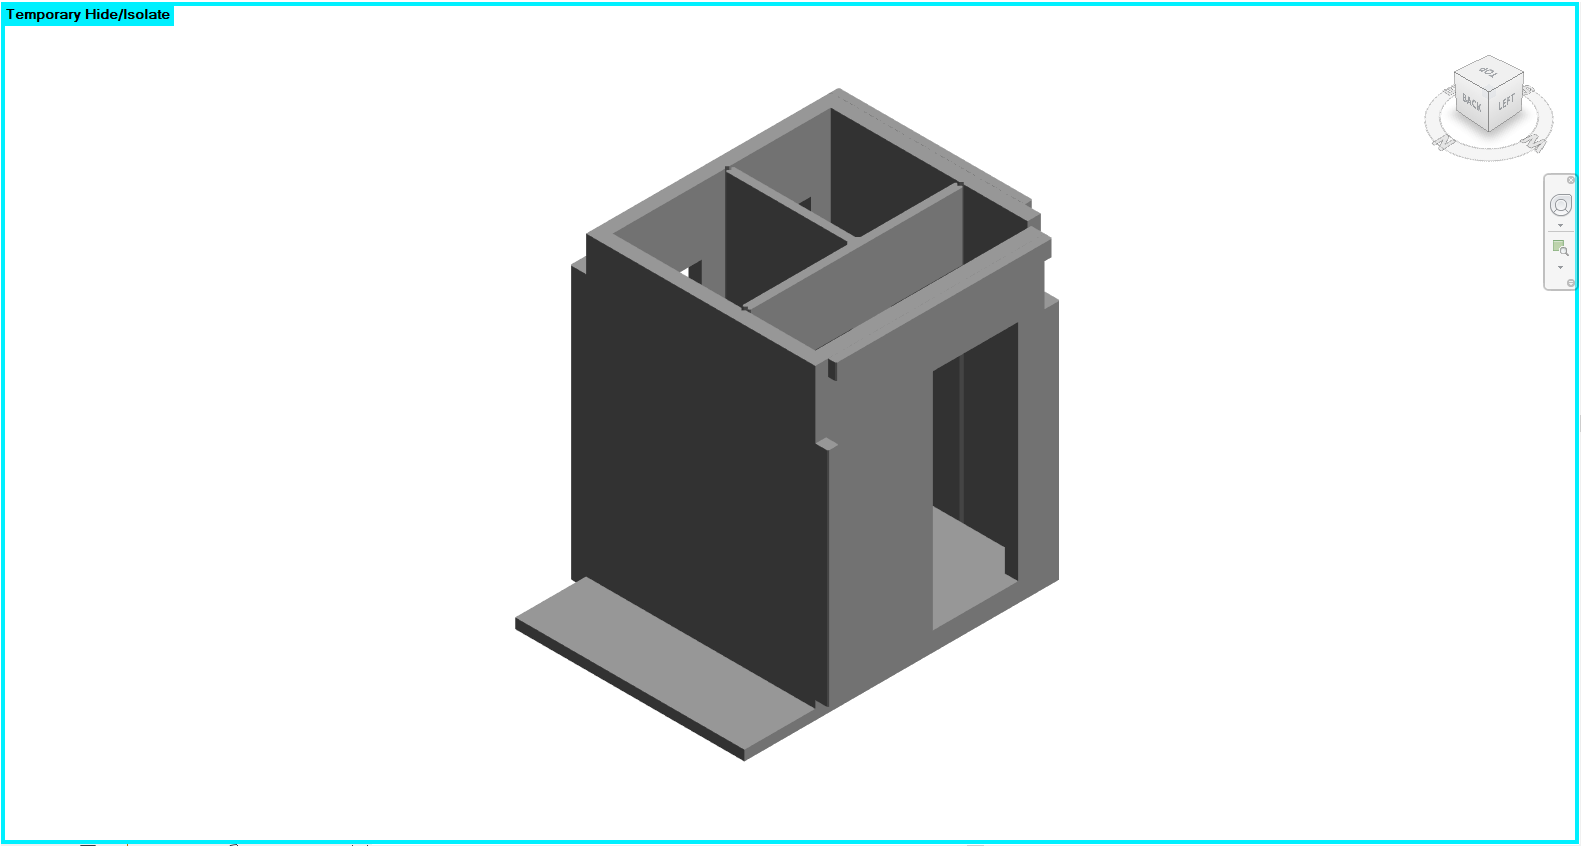 Temporary Hide/Isolate
TOP
BACK
LEFT
N
W